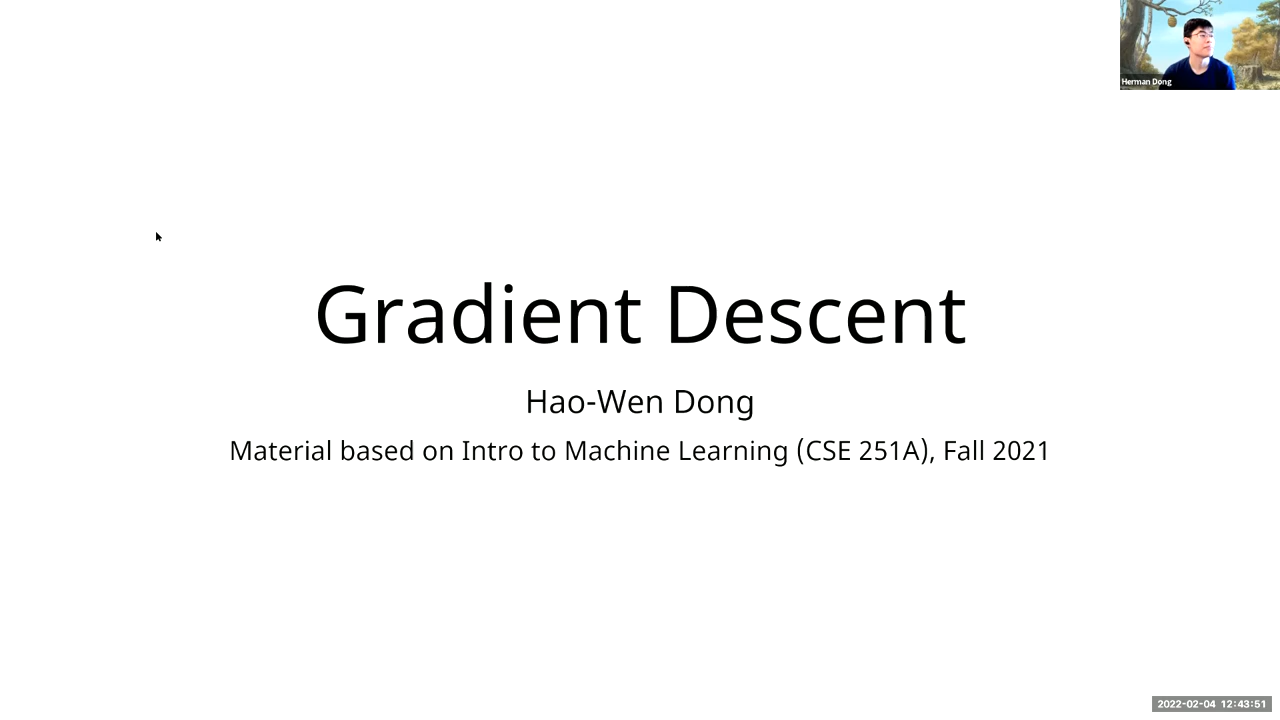 Herman Dong
Gradient Descent
Hao-Wen Dong
Material based on Intro to Machine Learning (CSE 251A), Fall 2021
2022-02-04 12:43:51